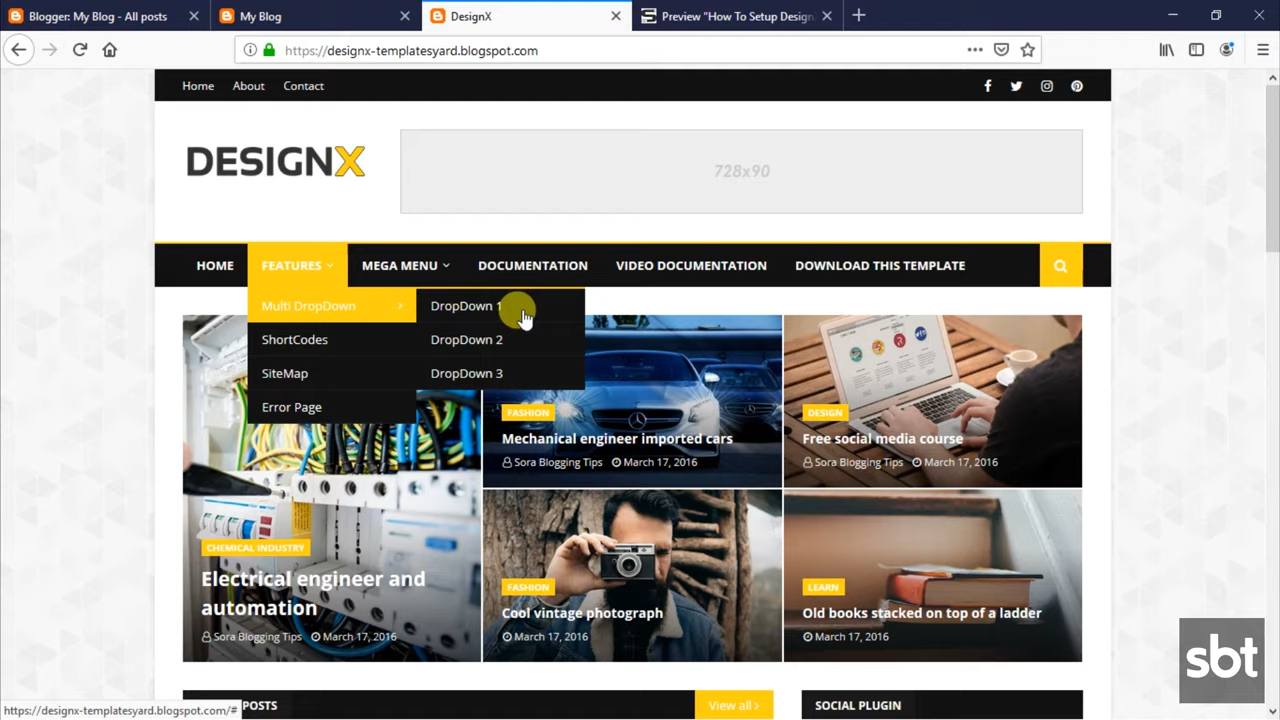 Blogger: My Blog - All posts
My Blog
DesignX
Preview "How To Setup Design
https://designx-templatesyard.blogspot.com
Home About Contact
DESIGNX
728x90
HOME FEATURES MEGA MENU DOCUMENTATION VIDEO DOCUMENTATION DOWNLOAD THIS TEMPLATE
Multi DropDown
ShortCodes
SiteMap
Error Page
DropDown 1
DropDown 2
DropDown 3
CHEMICAL INDUSTRY
Electrical engineer and
automation
Sora Blogging Tips March 17, 2016
FASHION
Mechanical engineer imported cars
Sora Blogging Tips March 17, 2016
DESIGN
Free social media course
Sora Blogging Tips March 17, 2016
FASHION
Cool vintage photograph
March 17, 2016
LEARN
Old books stacked on top of a ladder
March 17, 2016
POSTS
View all
SOCIAL PLUGIN
https://designx-templatesyard.blogspot.com/#
sbt